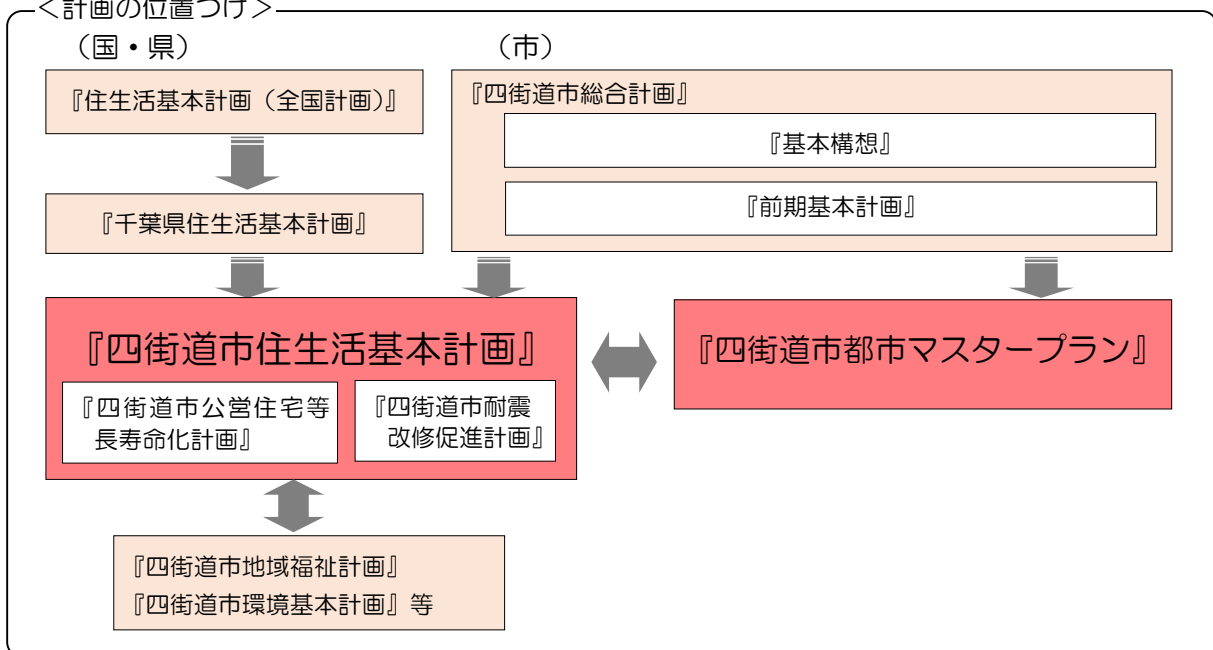 ＜計画の位置づけ＞
（国・県）
（市）
『住生活基本計画（全国計画）』
『四街道市総合計画』
『基本構想』
『前期基本計画』
『千葉県住生活基本計画』
『四街道市住生活基本計画』
『四街道市公営住宅等
長寿命化計画』
『四街道市耐震
改修促進計画』
『四街道市都市マスタープラン』
『四街道市地域福祉計画』
『四街道市環境基本計画』等